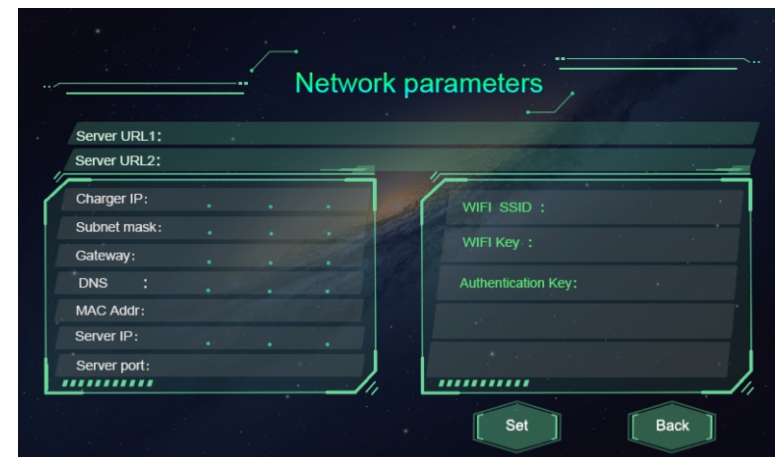 Network parameters
Server URL1:
Server URL2:
Charger IP: . . .
Subnet mask: . . .
Gateway: . . .
DNS : . . .
MAC Addr:
Server IP: . . .
Server port:
WIFI SSID :
WIFI Key :
Authentication Key:
Set
Back